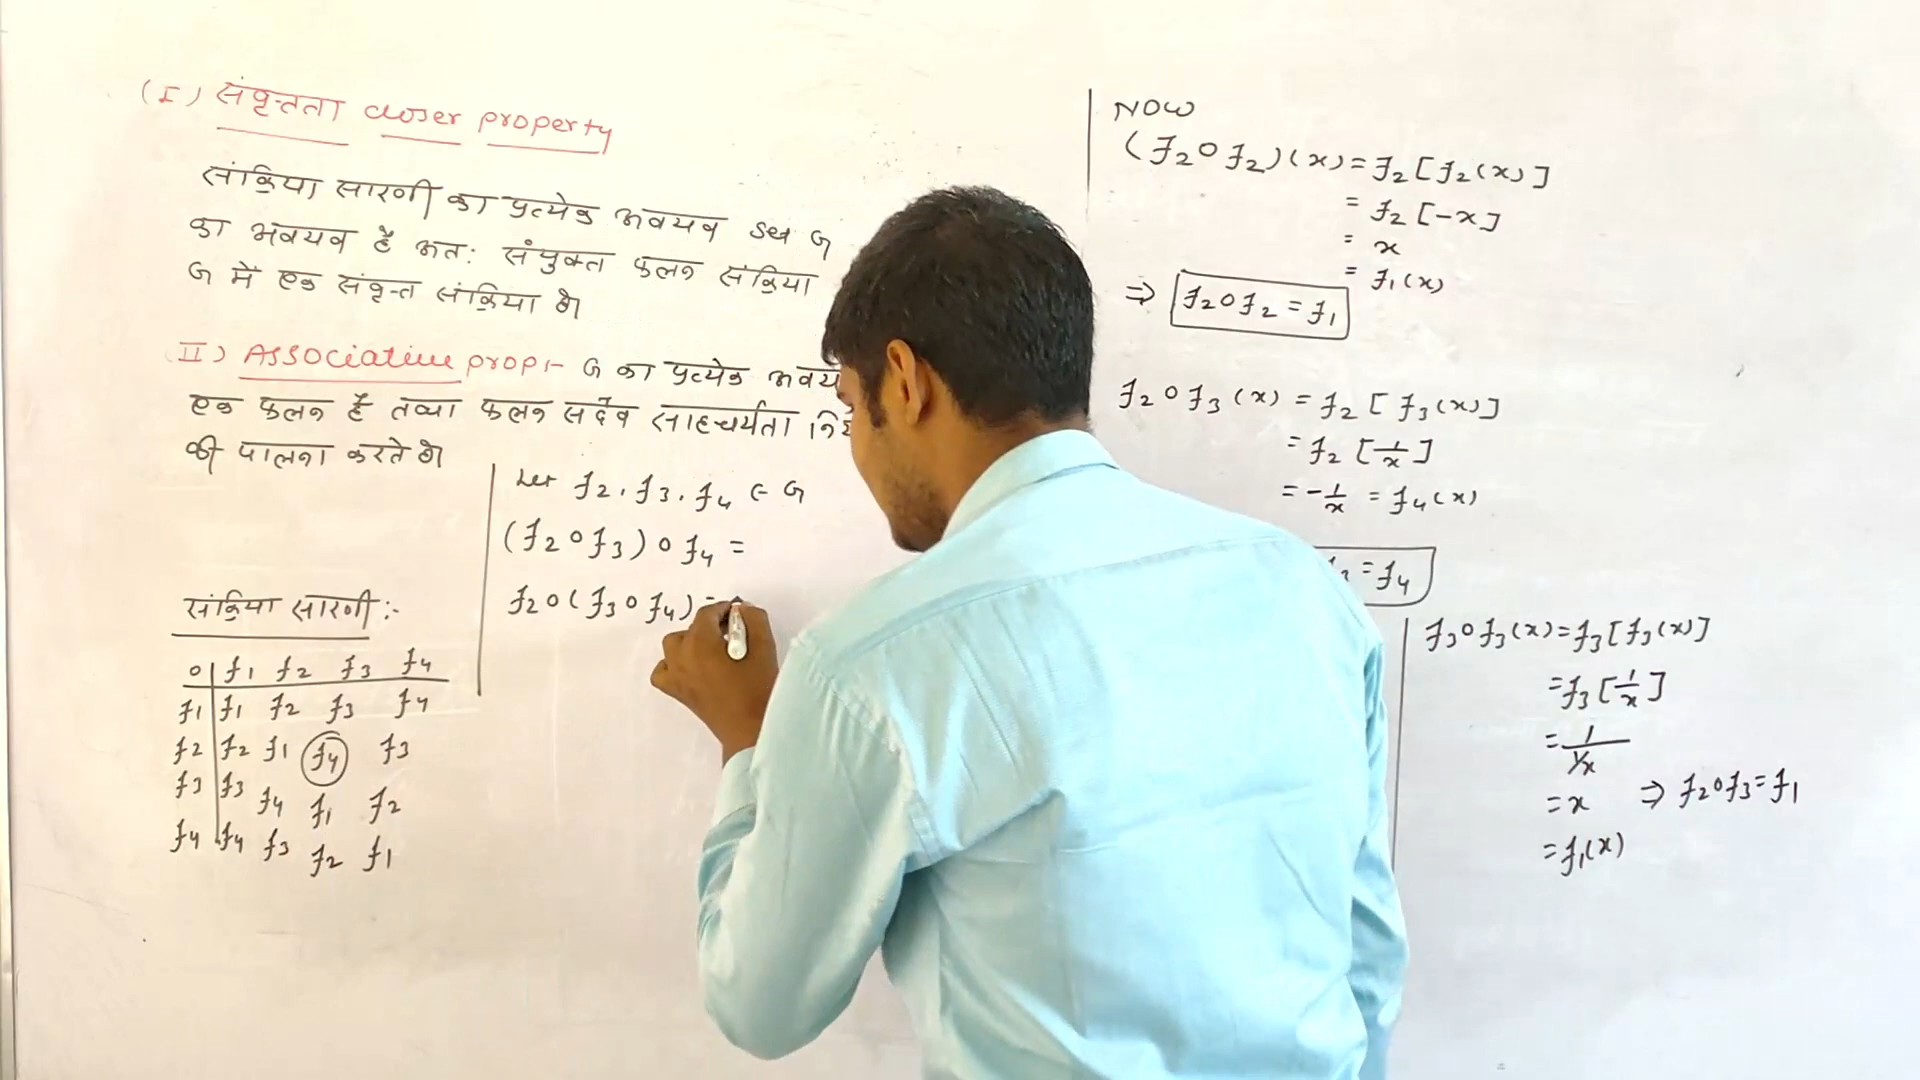 (I) संवृत्तता closer property
संक्रिया सारणी का प्रत्येक अवयव set G
का अवयव है अतः संयुक्त फलन संक्रिया
G में एक संवृत्त संक्रिया है।
II) Associative prop:- G का प्रत्येक
एक फलन है तथा फलन सदैव साहचर्यता
की पालना करते है।
Let f2, f3, f4 ∈ G
(f2 o f3) o f4 =
f2 o (f3 o f4) =
संक्रिया सारणी :-
o | f1 f2 f3 f4
f1 | f1 f2 f3 f4
f2 | f2 f1 f4 f3
f3 | f3 f4 f1 f2
f4 | f4 f3 f2 f1
NOW
(f2 o f2)(x) = f2[f2(x)]
= f2[-x]
= x
= f1(x)
⇒ f2 o f2 = f1
f2 o f3(x) = f2[f3(x)]
= f2[1/x]
= -1/x = f4(x)
= f4
f3 o f3(x) = f3[f3(x)]
= f3[1/x]
= 1/1/x
= x ⇒ f2 o f3 = f1
= f1(x)